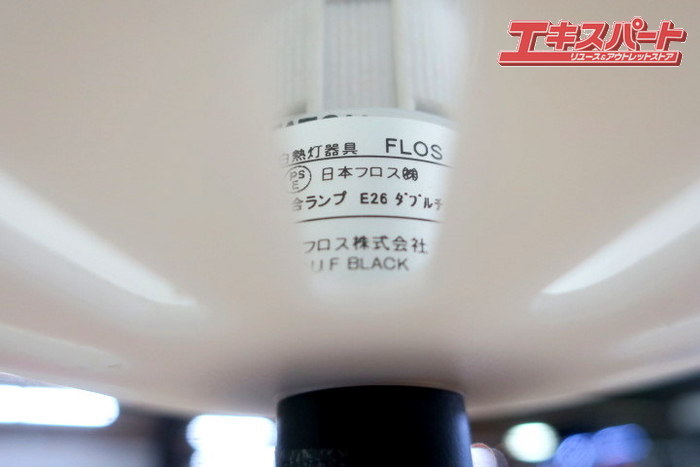 エキスパート
リユース&アウトレットストア
白熱灯器具 FLOS
PS
E
日本フロス㈱
合ランプ E26 ダブルチ
フロス株式会社
U F BLACK